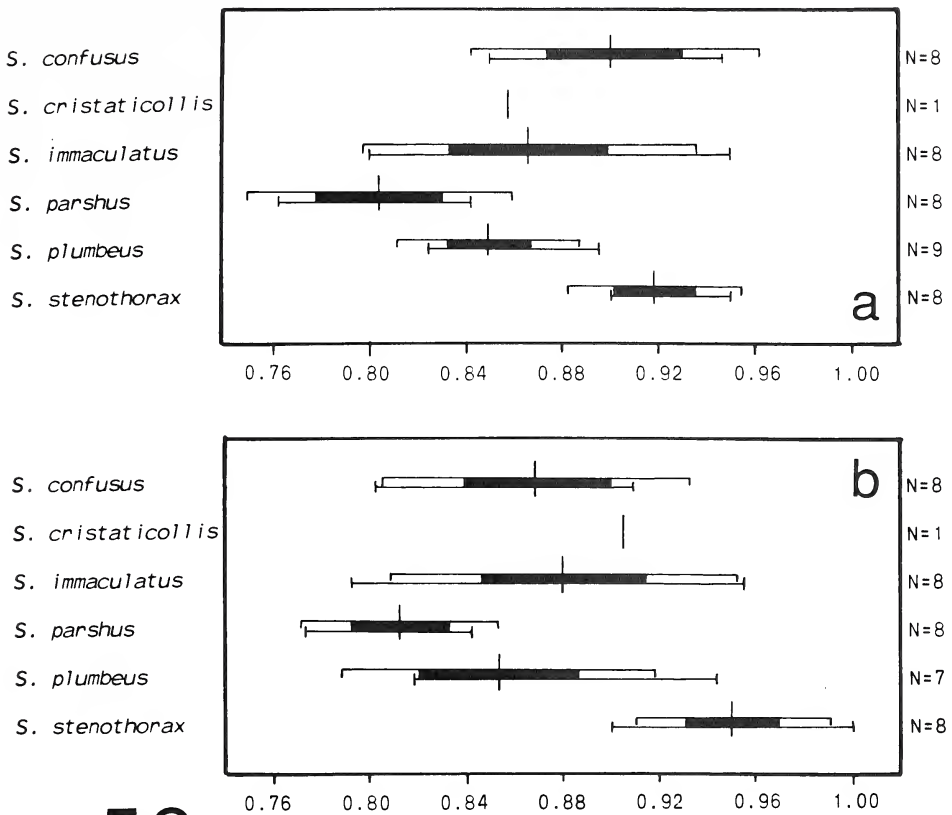 S. confusus N=8
S. cristaticollis N=1
S. immaculatus N=8
S. parshus N=8
S. plumbeus N=9
S. stenothorax N=8
a
0.76 0.80 0.84 0.88 0.92 0.96 1.00
S. confusus N=8
b
S. cristaticollis N=1
S. immaculatus N=8
S. parshus N=8
S. plumbeus N=7
S. stenothorax N=8
0.76 0.80 0.84 0.88 0.92 0.96 1.00